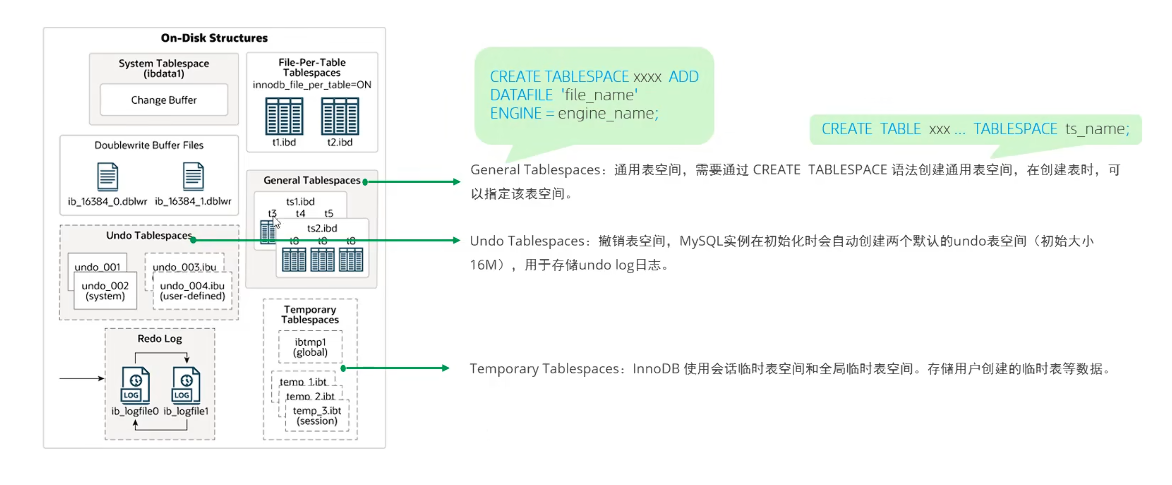 On-Disk Structures
System Tablespace
(ibdata1)
Change Buffer
File-Per-Table
Tablespaces
innodb_file_per_table=ON
t1.ibd
t2.ibd
Doublewrite Buffer Files
ib_16384_0.dblwr
ib_16384_1.dblwr
General Tablespaces
ts1.ibd
t3 t4 t5
ts2.ibd
Undo Tablespaces
undo_001
undo_002
(system)
undo_003.ibu
undo_004.ibu
(user-defined)
Temporary
Tablespaces
ibtmp1
(global)
temp_1.ibt
temp_2.ibt
temp_3.ibt
(session)
Redo Log
LOG
LOG
ib_logfile0
ib_logfile1
CREATE TABLESPACE xxxx ADD
DATAFILE 'file_name'
ENGINE = engine_name;
CREATE TABLE xxx ... TABLESPACE ts_name;
General Tablespaces：通用表空间，需要通过 CREATE TABLESPACE 语法创建通用表空间，在创建表时，可
以指定该表空间。
Undo Tablespaces：撤销表空间，MySQL实例在初始化时会自动创建两个默认的undo表空间（初始大小
16M），用于存储undo log日志。
Temporary Tablespaces：InnoDB 使用会话临时表空间和全局临时表空间。存储用户创建的临时表等数据。